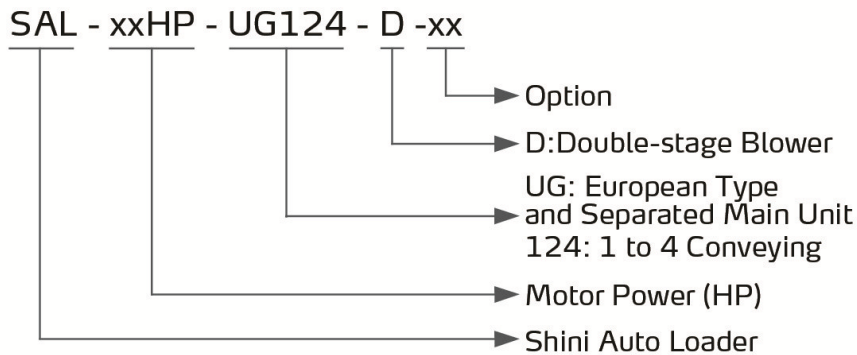 SAL - xxHP - UG124 - D -xx
Option
D:Double-stage Blower
UG: European Type
and Separated Main Unit
124: 1 to 4 Conveying
Motor Power (HP)
Shini Auto Loader